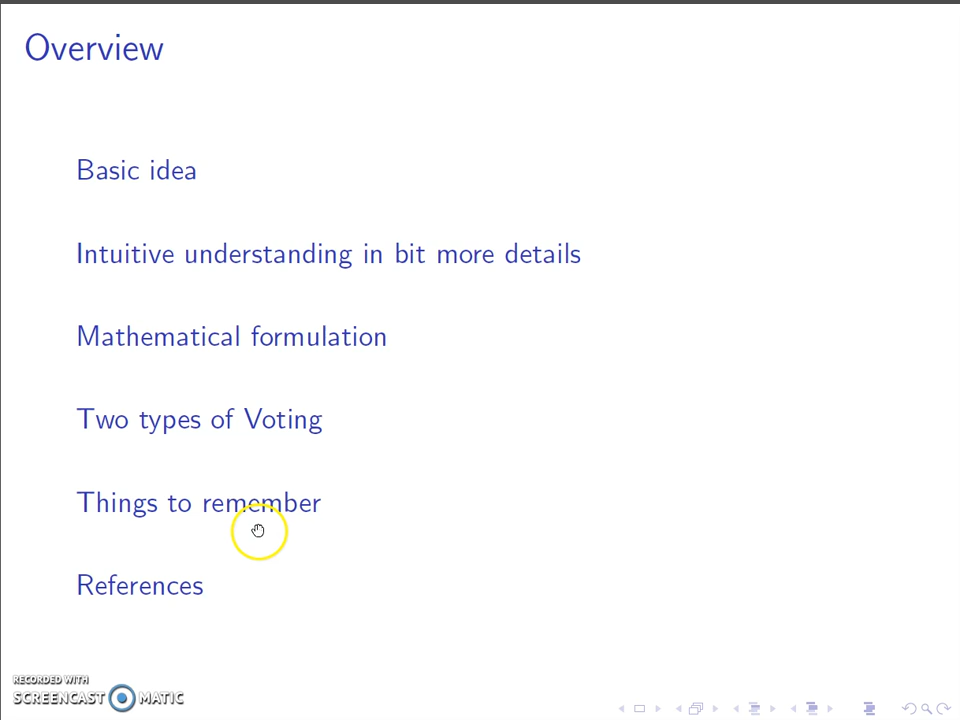 Overview
Basic idea
Intuitive understanding in bit more details
Mathematical formulation
Two types of Voting
Things to remember
References
RECORDED WITH
SCREENCAST MATIC